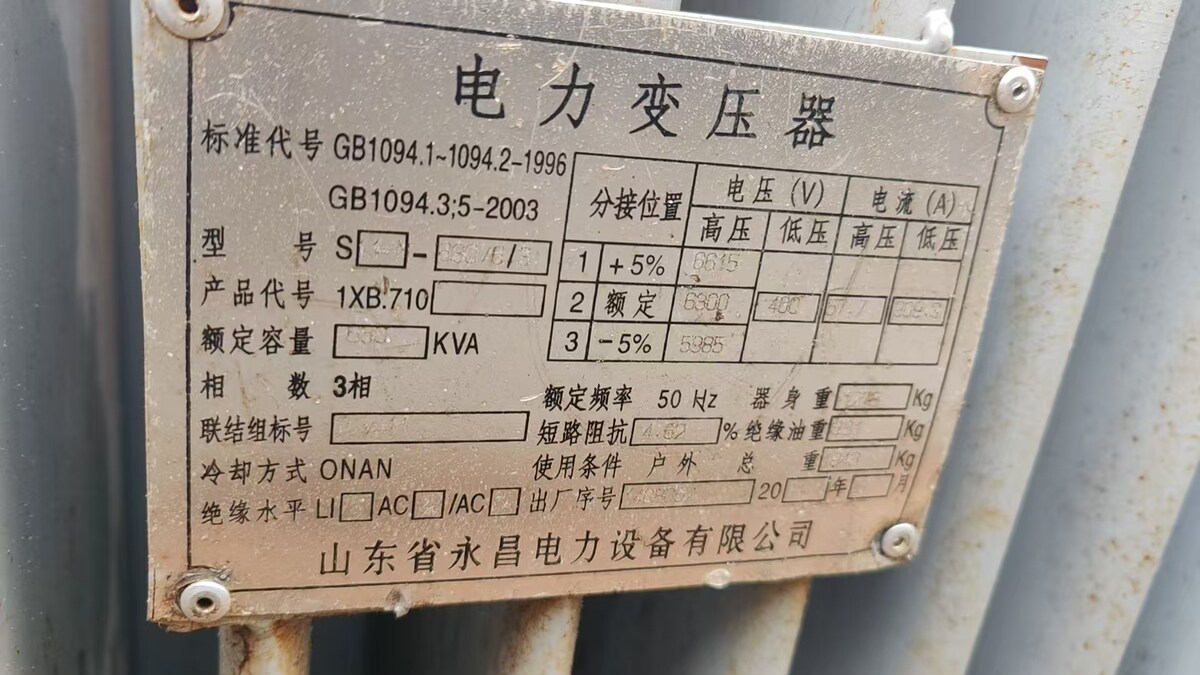 电力变压器
标准代号 GB1094.1~1094.2-1996
GB1094.3;5-2003
型 号 S -
产品代号 1XB.710
额定容量 KVA
相 数 3相
联结组标号
冷却方式 ONAN
绝缘水平 LI AC /AC
分接位置 电压(V) 电流(A)
高压 低压 高压 低压
1 +5% 6615
2 额定 6300 400 57.7
3 -5% 5985
额定频率 50 Hz 器身重 Kg
短路阻抗 4.62 % 绝缘油重 Kg
使用条件 户外 总 重 Kg
出厂序号 20 年 月
山东省永昌电力设备有限公司